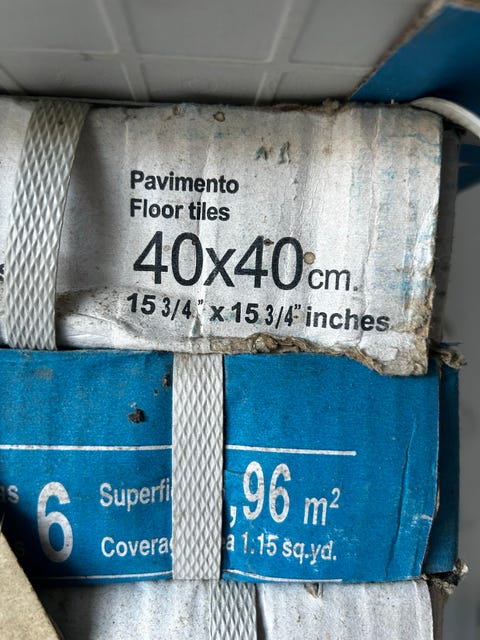 Pavimento
Floor tiles
40x40 cm.
15 3/4" x 15 3/4" inches
6
,96 m²
1.15 sq.yd.